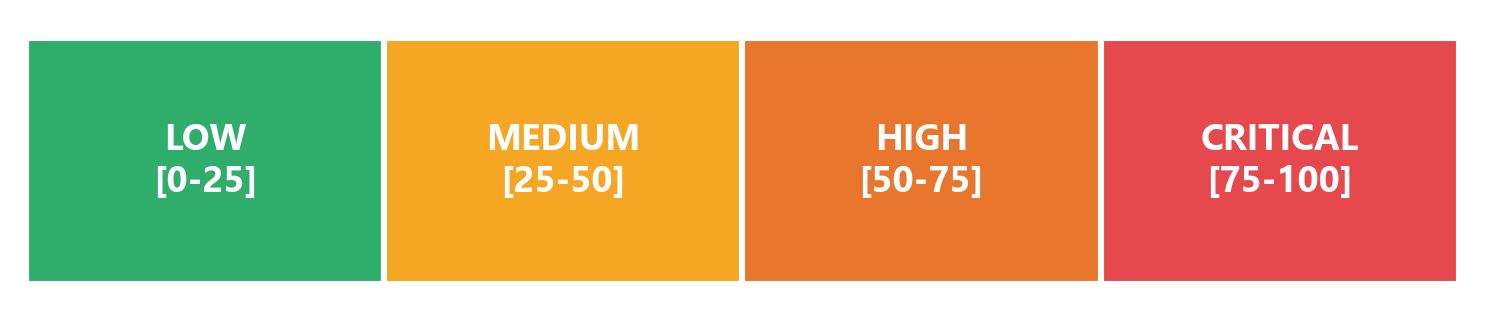 LOW
[0-25]
MEDIUM
[25-50]
HIGH
[50-75]
CRITICAL
[75-100]